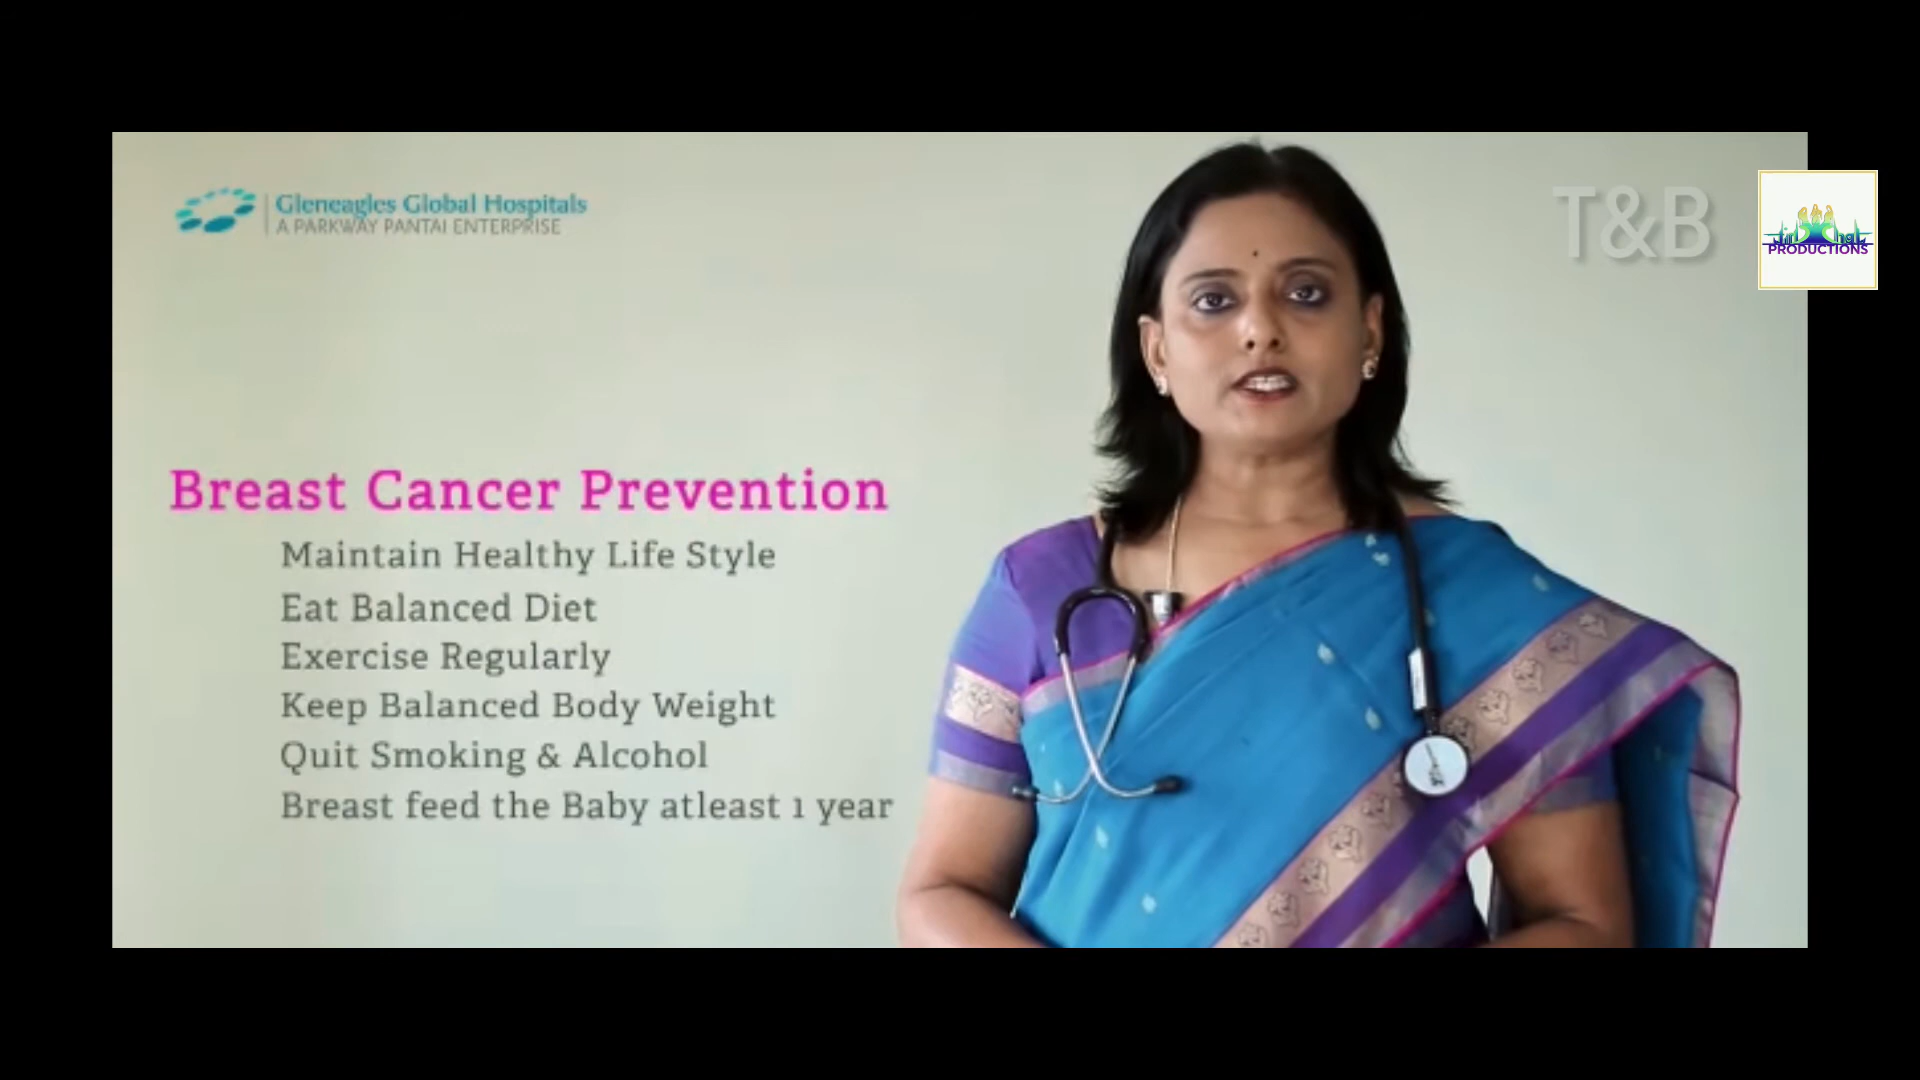 Gleneagles Global Hospitals
A PARKWAY PANTAI ENTERPRISE
T&B
PRODUCTIONS
Breast Cancer Prevention
Maintain Healthy Life Style
Eat Balanced Diet
Exercise Regularly
Keep Balanced Body Weight
Quit Smoking & Alcohol
Breast feed the Baby atleast 1 year